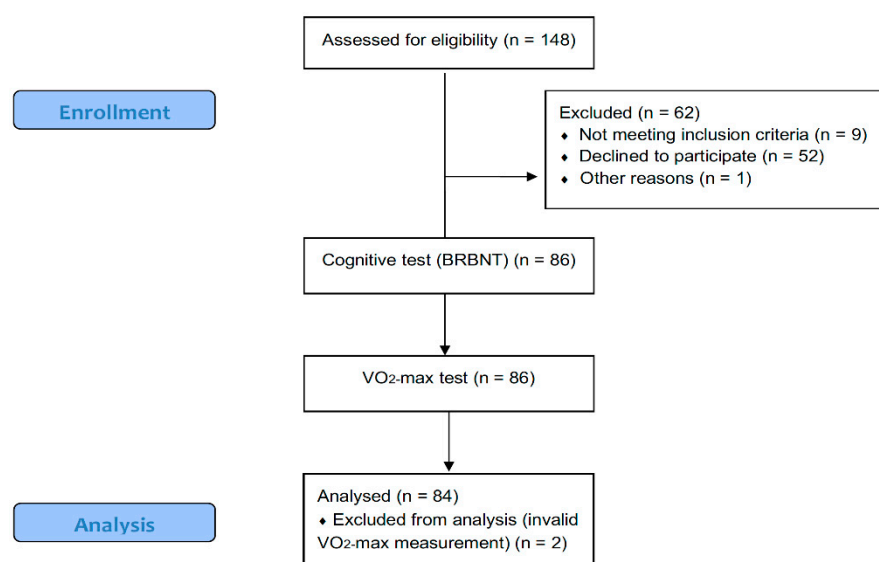 Assessed for eligibility (n = 148)
Enrollment
Excluded (n = 62)
♦ Not meeting inclusion criteria (n = 9)
♦ Declined to participate (n = 52)
♦ Other reasons (n = 1)
Cognitive test (BRBNT) (n = 86)
VO2-max test (n = 86)
Analysis
Analysed (n = 84)
♦ Excluded from analysis (invalid
VO2-max measurement) (n = 2)